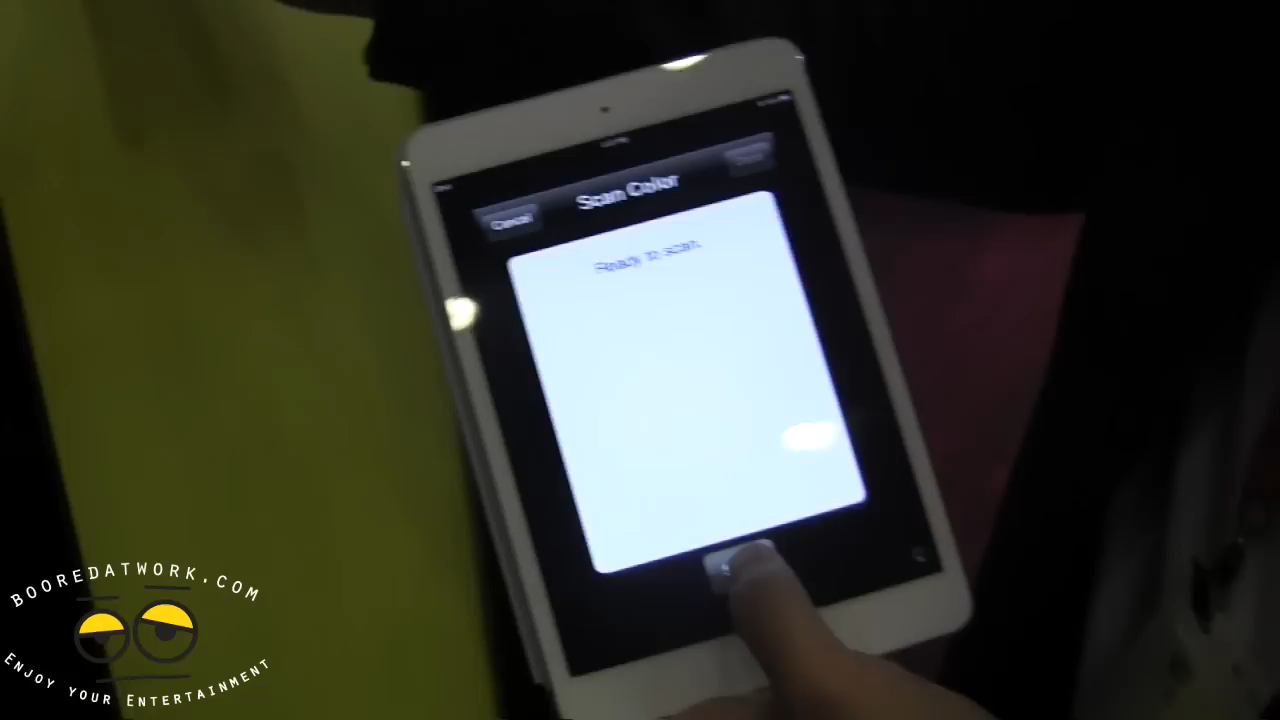 Scan Color
Cancel
Ready to scan.
BOOREDATWORK.COM
ENJOY YOUR ENTERTAINMENT